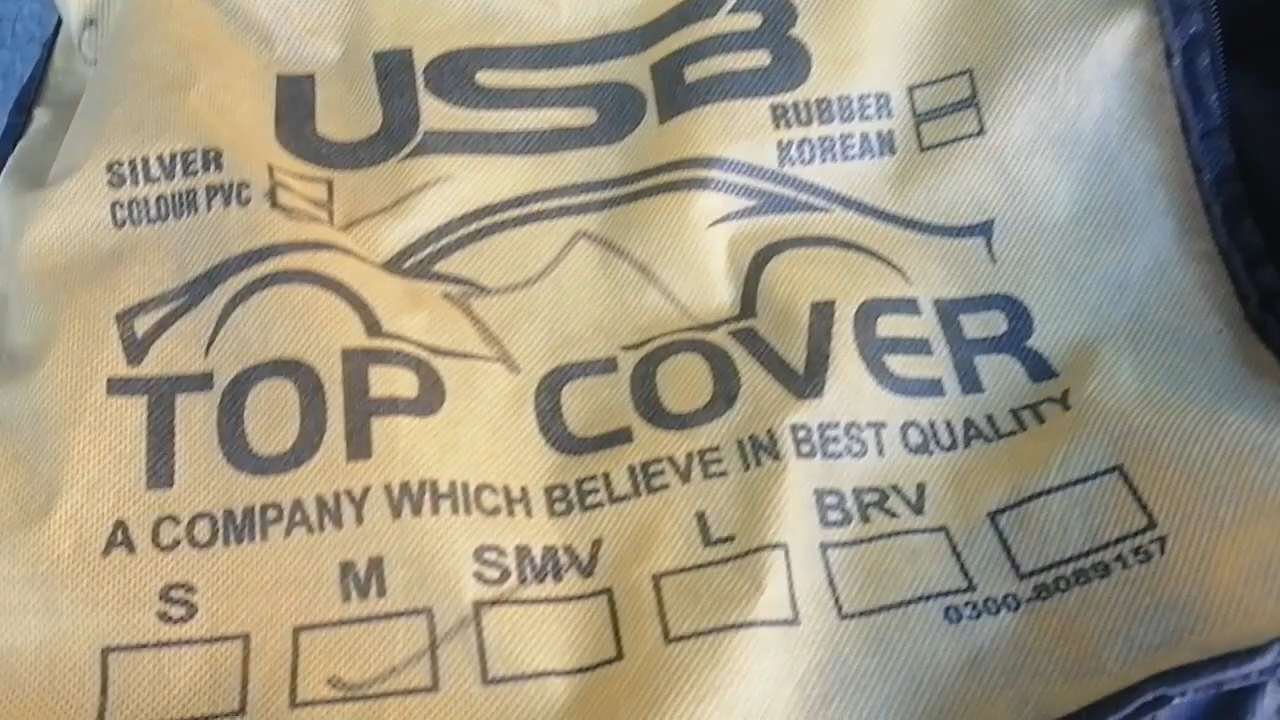 USB
RUBBER
KOREAN
SILVER
COLOUR PVC
TOP COVER
A COMPANY WHICH BELIEVE IN BEST QUALITY
S M SMV L BRV
0300-8089157